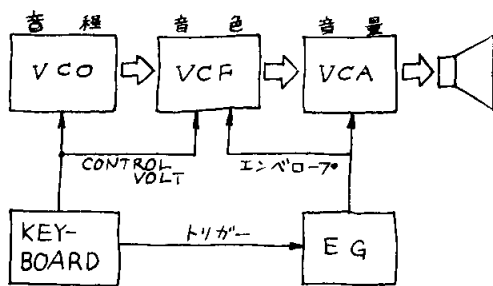 音程
音色
音量
VCO
VCF
VCA
CONTROL
VOLT
エンベロープ
KEY-
BOARD
トリガー
EG